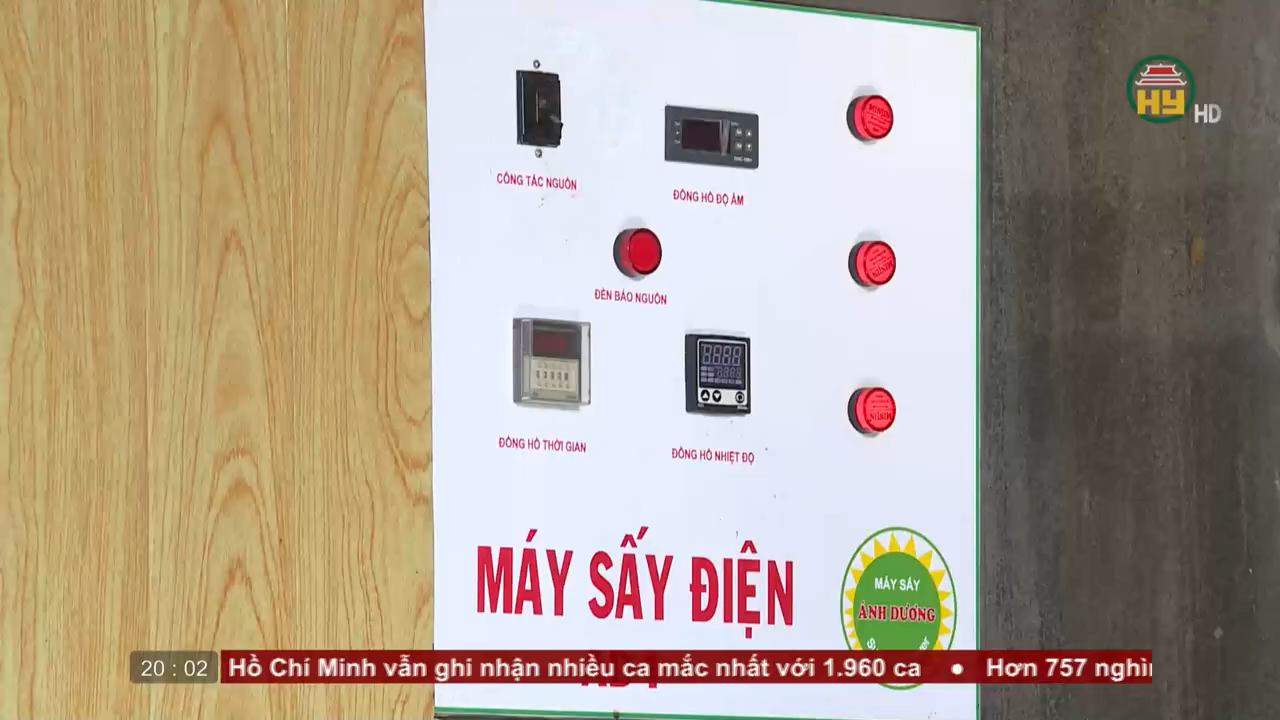 HY HD
CÔNG TẮC NGUỒN
ĐỒNG HỒ ĐỘ ẨM
ĐÈN BÁO NGUỒN
ĐỒNG HỒ THỜI GIAN
ĐỒNG HỒ NHIỆT ĐỘ
MÁY SẤY ĐIỆN
MÁY SẤY
ÁNH DƯƠNG
20 : 02
Hồ Chí Minh vẫn ghi nhận nhiều ca mắc nhất với 1.960 ca • Hơn 757 nghìn